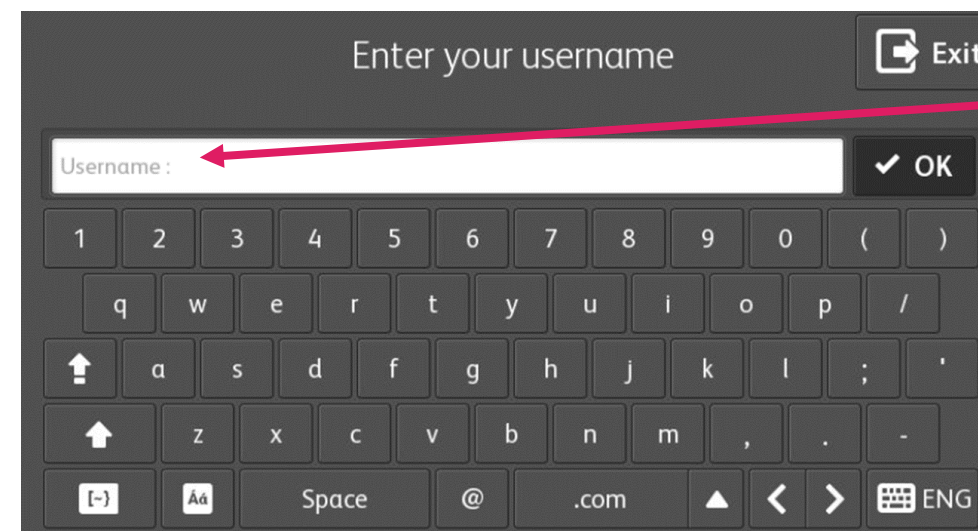 Enter your username
Exit
Username :
OK
1 2 3 4 5 6 7 8 9 0 ( )
q w e r t y u i o p /
a s d f g h j k l ; '
z x c v b n m , . -
[~] Áá Space @ .com ENG